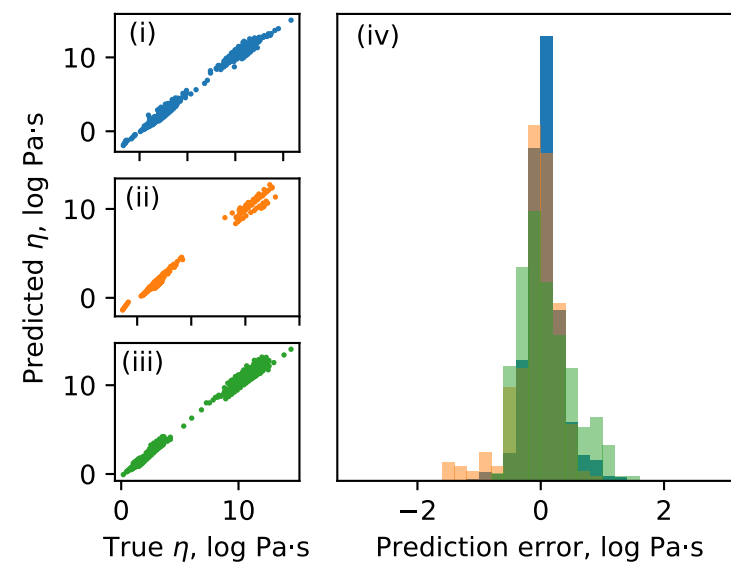 (i)
10
0
(ii)
10
0
(iii)
10
0
0 10
Predicted η, log Pa·s
True η, log Pa·s
(iv)
−2 0 2
Prediction error, log Pa·s